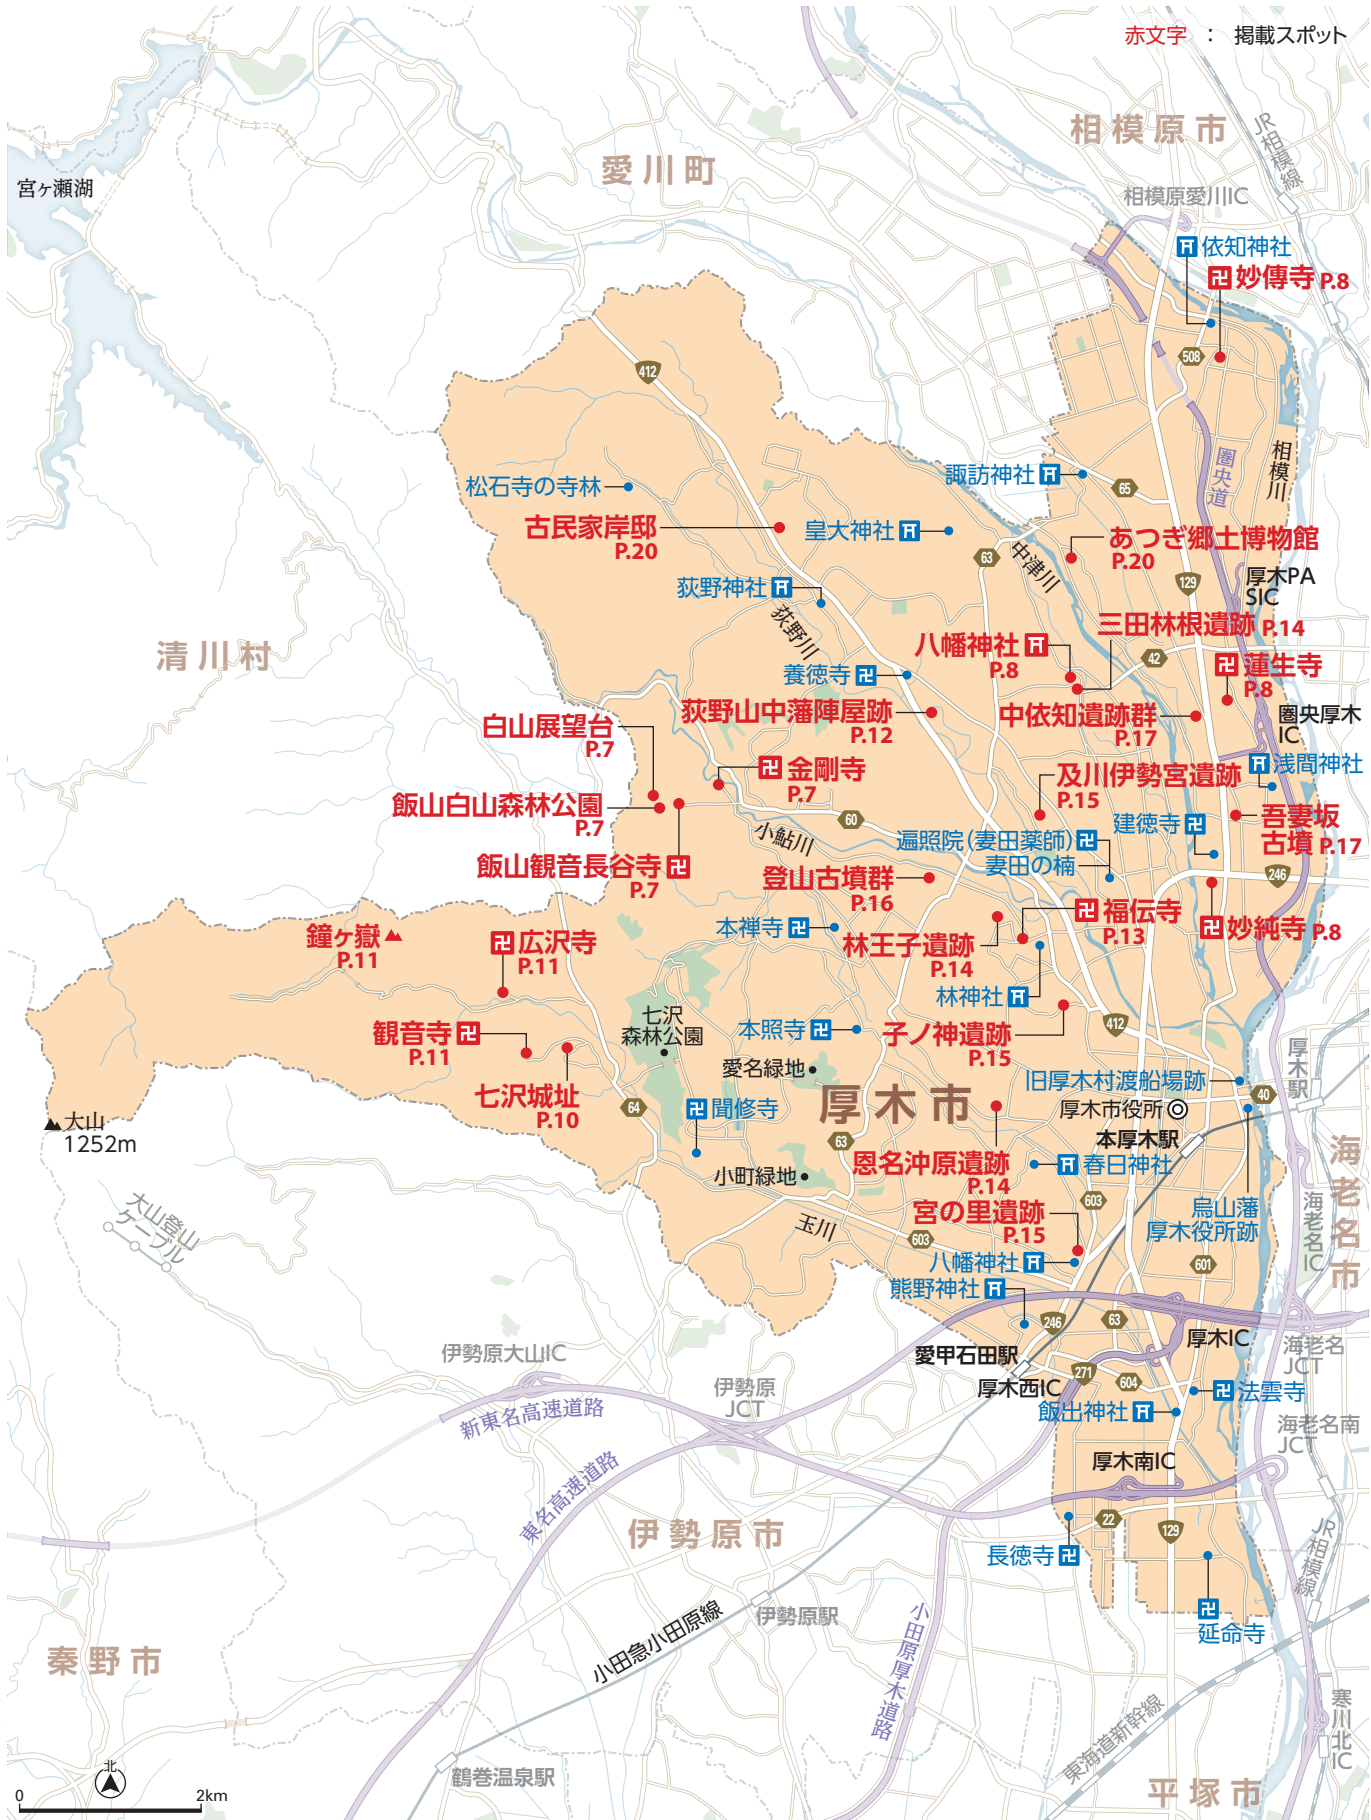 赤文字 ： 掲載スポット
相模原市
JR相模線
愛川町
宮ヶ瀬湖
相模原愛川IC
依知神社
妙傳寺 P.8
508
412
相模川
圏央道
諏訪神社
65
松石寺の寺林
古民家岸邸
P.20
皇大神社
63
中津川
あつぎ郷土博物館
P.20
129
厚木PA
SIC
荻野神社
荻野川
三田林根遺跡 P.14
八幡神社
P.8
42
蓮生寺
P.8
清川村
養徳寺
荻野山中藩陣屋跡
P.12
中依知遺跡群
P.17
圏央厚木
IC
白山展望台
P.7
金剛寺
P.7
浅間神社
及川伊勢宮遺跡
P.15
飯山白山森林公園
P.7
60
小鮎川
建徳寺
吾妻坂
古墳 P.17
遍照院(妻田薬師)
妻田の楠
飯山観音長谷寺
P.7
登山古墳群
P.16
246
鐘ヶ嶽
P.11
広沢寺
P.11
本禅寺
福伝寺
P.13
妙純寺 P.8
林王子遺跡
P.14
林神社
七沢
森林公園
観音寺
P.11
本照寺
子ノ神遺跡
P.15
412
愛名緑地
厚木駅
七沢城址
P.10
厚木市
旧厚木村渡船場跡
40
64
聞修寺
厚木市役所
大山
1252m
63
本厚木駅
海老名市
恩名沖原遺跡
P.14
春日神社
小町緑地
603
烏山藩
厚木役所跡
海老名IC
大山登山
ケーブル
宮の里遺跡
P.15
玉川
603
八幡神社
601
熊野神社
246
63
厚木IC
海老名
JCT
伊勢原大山IC
愛甲石田駅
271
厚木西IC
604
伊勢原
JCT
法雲寺
飯出神社
新東名高速道路
海老名南
JCT
厚木南IC
東名高速道路
伊勢原市
22
129
長徳寺
JR相模線
延命寺
伊勢原駅
小田急小田原線
小田原厚木道路
秦野市
寒川北IC
東海道新幹線
北
鶴巻温泉駅
平塚市
0
2km